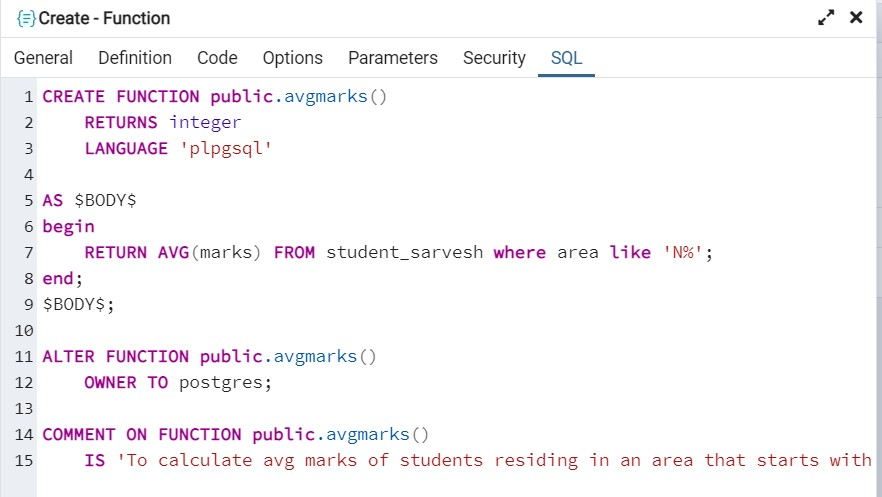 Create - Function
General Definition Code Options Parameters Security SQL
1 CREATE FUNCTION public.avgmarks()
2 RETURNS integer
3 LANGUAGE 'plpgsql'
4
5 AS $BODY$
6 begin
7 RETURN AVG(marks) FROM student_sarvesh where area like 'N%';
8 end;
9 $BODY$;
10
11 ALTER FUNCTION public.avgmarks()
12 OWNER TO postgres;
13
14 COMMENT ON FUNCTION public.avgmarks()
15 IS 'To calculate avg marks of students residing in an area that starts with